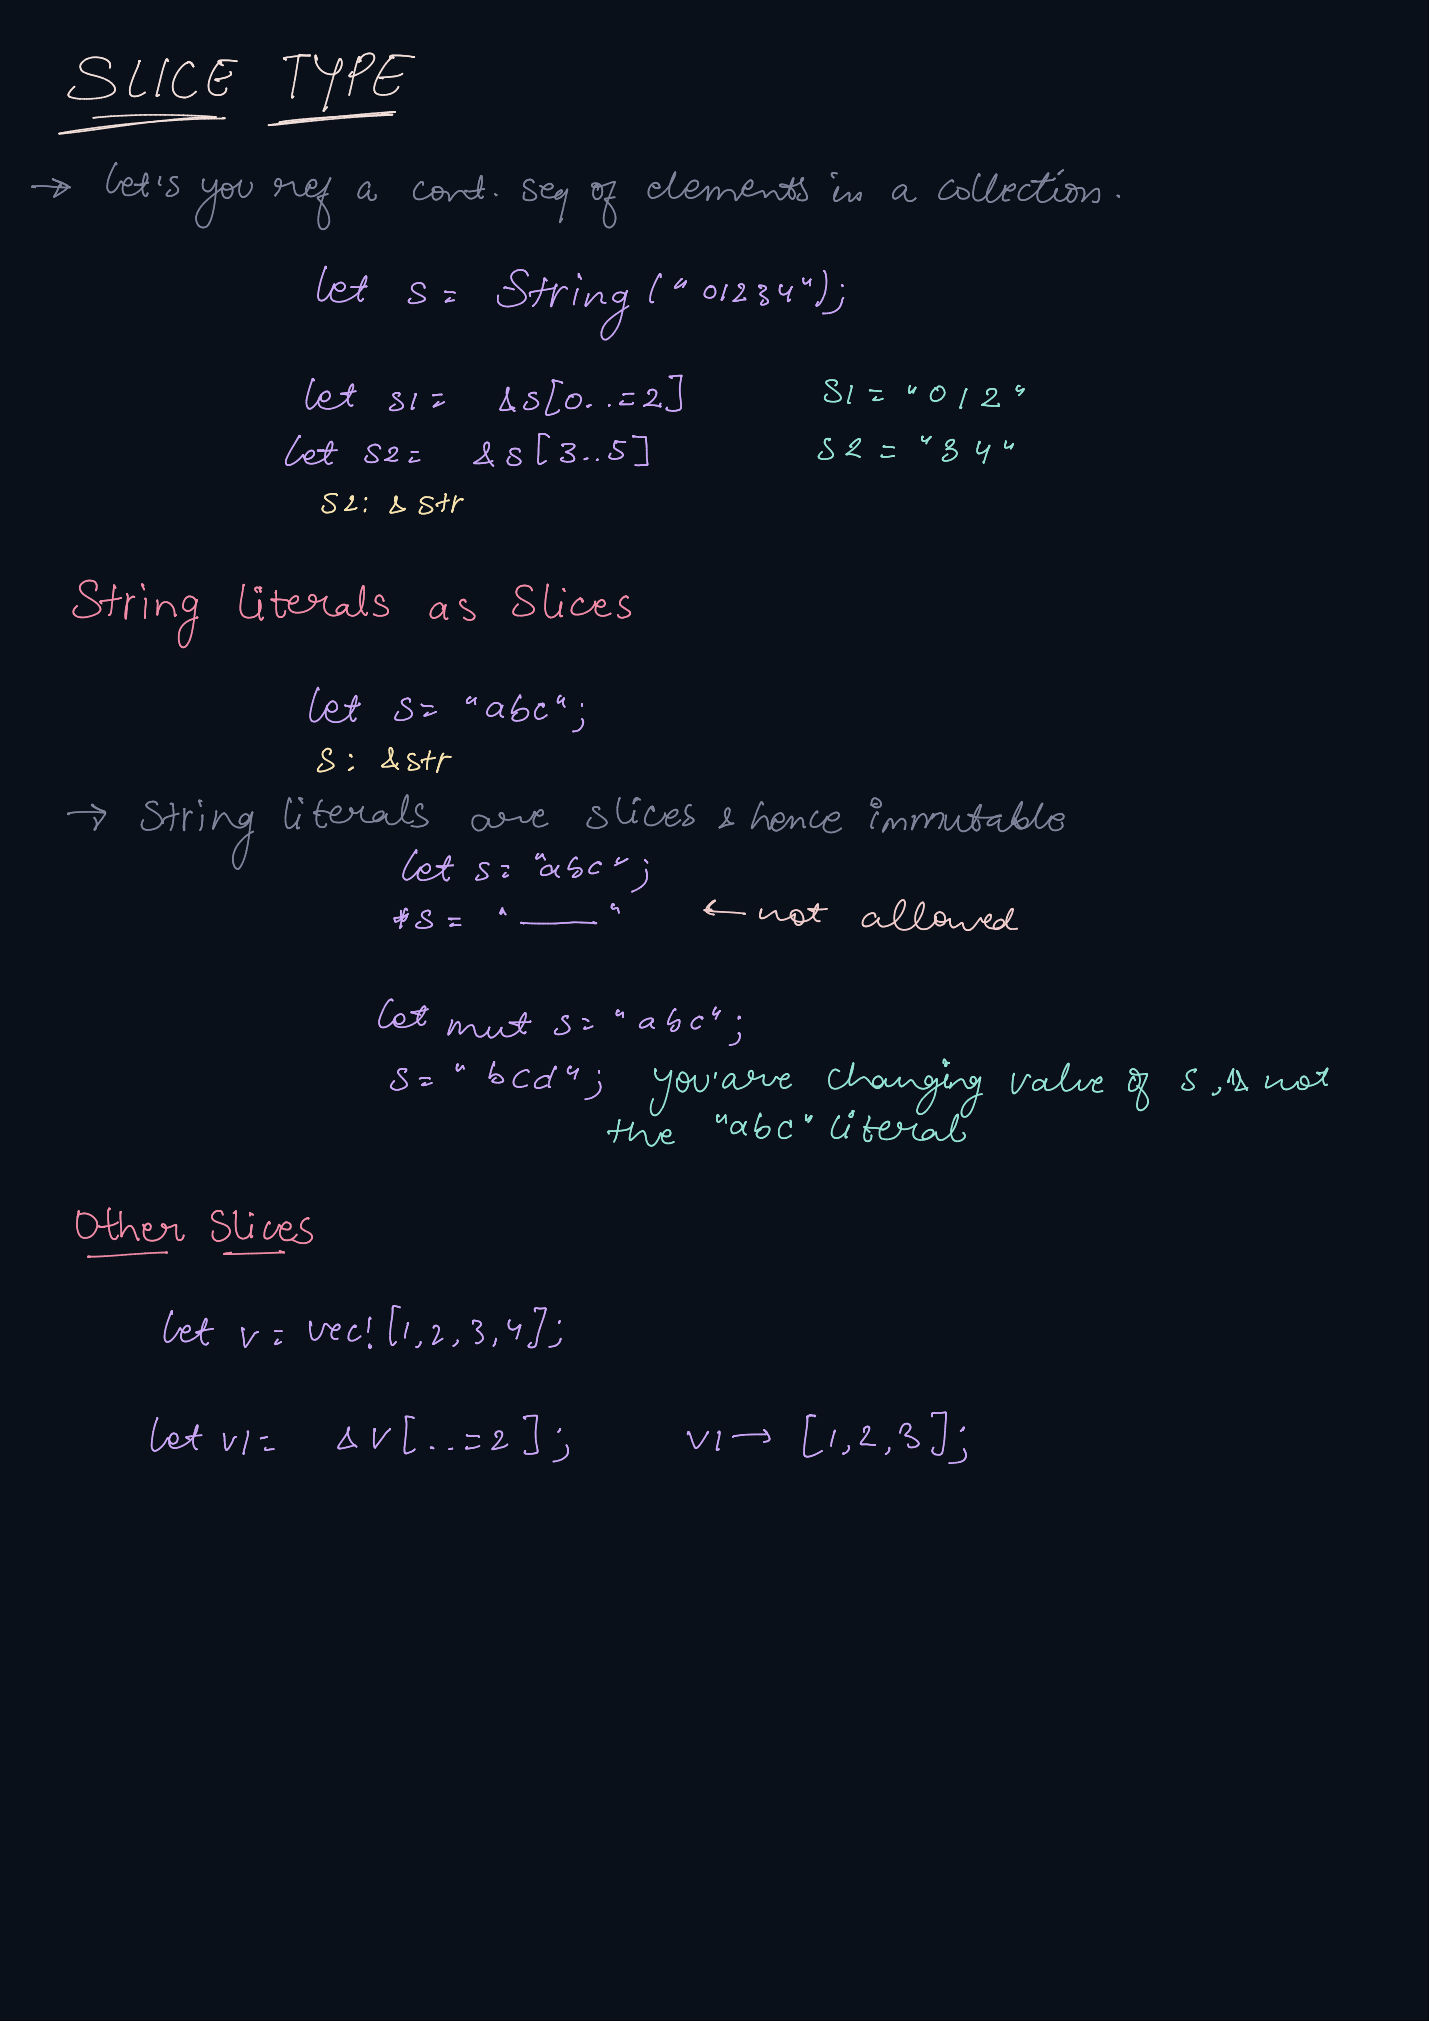 SLICE TYPE
→ Let's you ref a cont. seq of elements in a collection.
let s = String("01234");
let s1 = &s[0..=2] S1 = "012"
let s2 = &s[3..5] S2 = "34"
S2: &str
String literals as Slices
let s = "abc";
S: &str
→ String literals are slices & hence immutable
let s = "abc";
*s = "____" ← not allowed
let mut s = "abc";
s = "bcd"; you'are changing value of s, & not
the "abc" literal
Other Slices
let v = vec![1,2,3,4];
let v1 = &v[..=2]; v1 → [1,2,3];